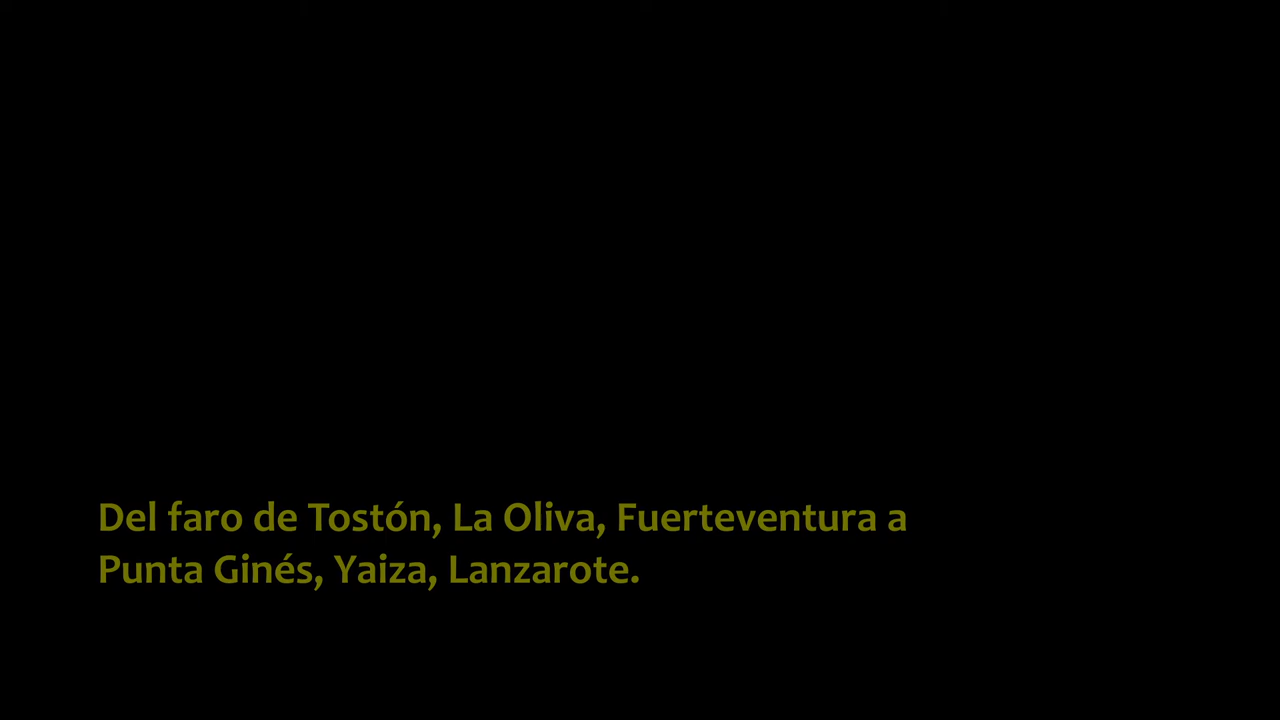 Del faro de Tostón, La Oliva, Fuerteventura a
Punta Ginés, Yaiza, Lanzarote.